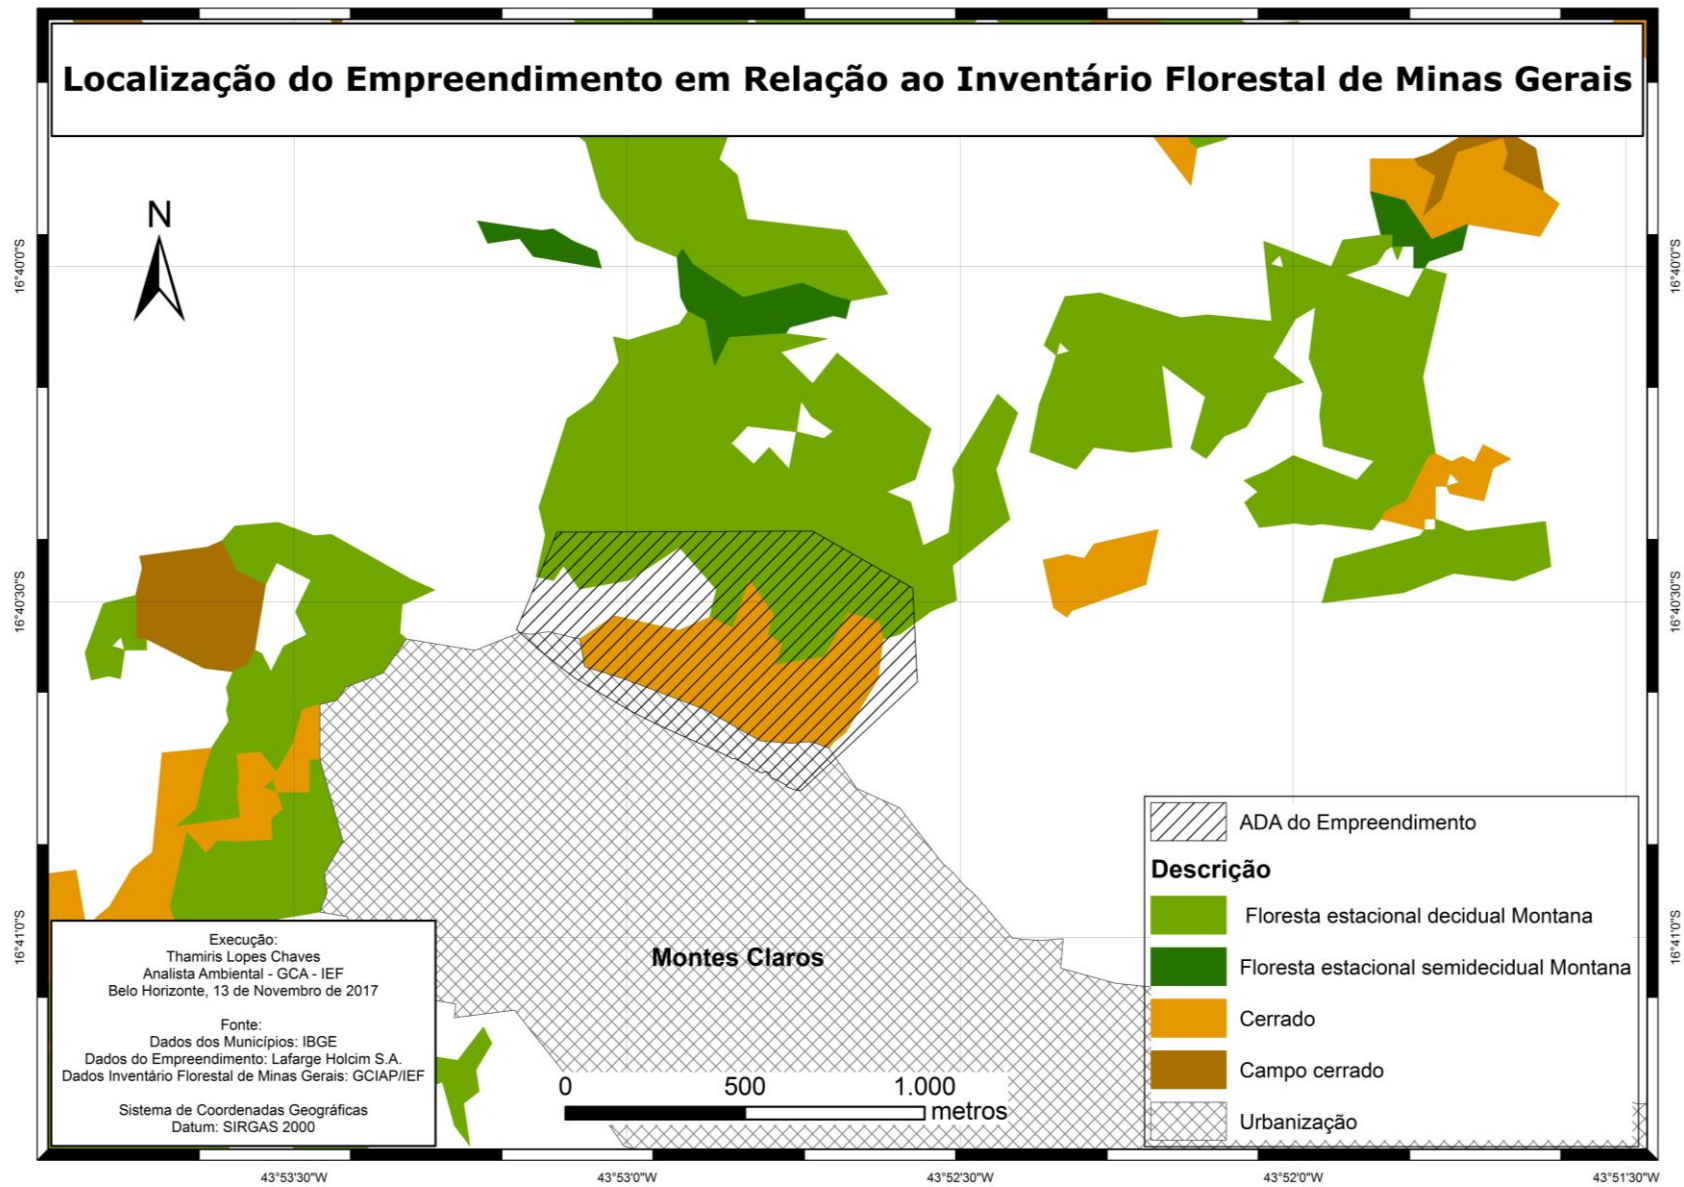 Localização do Empreendimento em Relação ao Inventário Florestal de Minas Gerais
N
16°40'0"S
16°40'0"S
16°40'30"S
16°40'30"S
16°41'0"S
16°41'0"S
ADA do Empreendimento
Descrição
Floresta estacional decidual Montana
Floresta estacional semidecidual Montana
Cerrado
Campo cerrado
Urbanização
Montes Claros
Execução:
Thamiris Lopes Chaves
Analista Ambiental - GCA - IEF
Belo Horizonte, 13 de Novembro de 2017
Fonte:
Dados dos Municípios: IBGE
Dados do Empreendimento: Lafarge Holcim S.A.
Dados Inventário Florestal de Minas Gerais: GCIAP/IEF
Sistema de Coordenadas Geográficas
Datum: SIRGAS 2000
0 500 1.000
metros
43°53'30"W 43°53'0"W 43°52'30"W 43°52'0"W 43°51'30"W